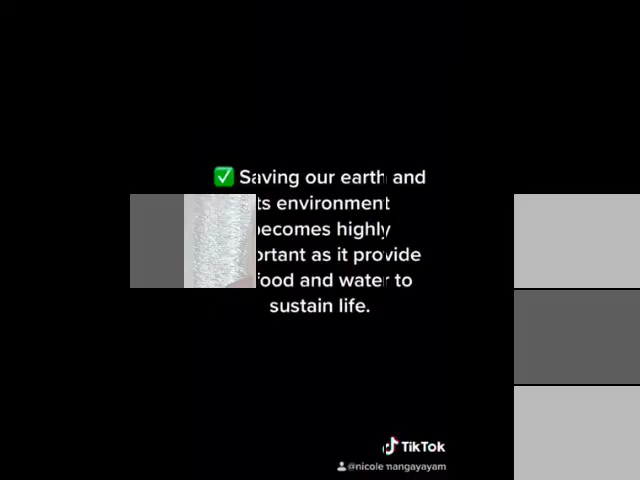 ✅ Saving our earth and
ts environment
becomes highly
ortant as it provide
food and water to
sustain life.
TikTok
@nicole mangayayam